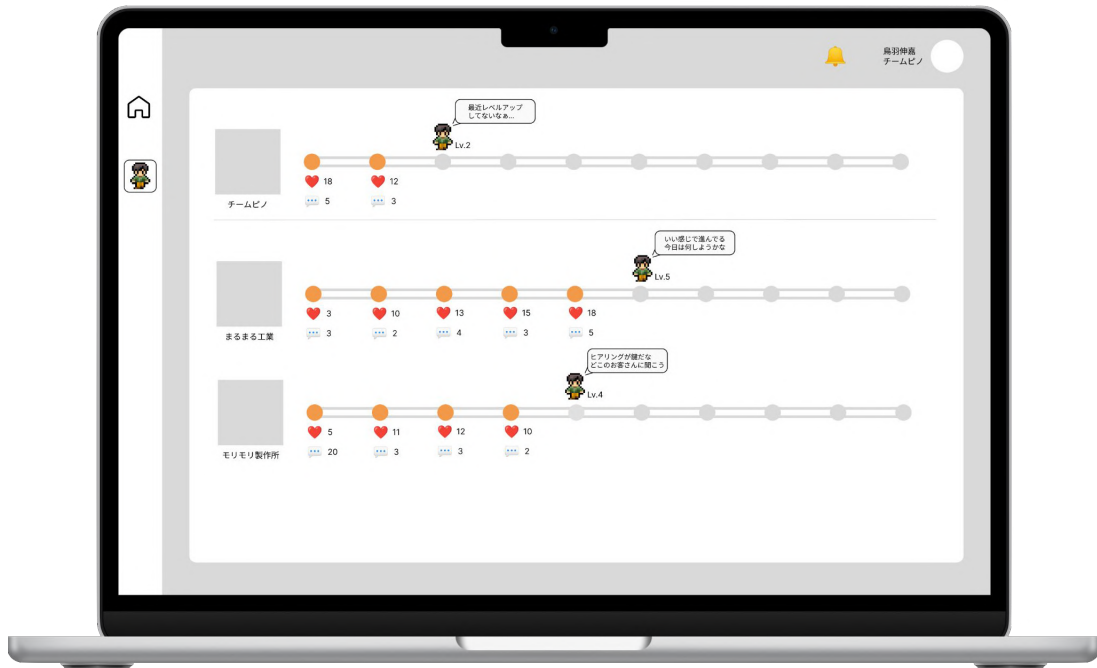 鳥羽伸嘉
チームピノ
最近レベルアップ
してないなぁ...
Lv.2
18
12
5
3
チームピノ
いい感じで進んでる
今日は何しようかな
Lv.5
3
10
13
15
18
3
2
4
3
5
まるまる工業
ヒアリングが鍵だな
どこのお客さんに聞こう
Lv.4
5
11
12
10
20
3
3
2
モリモリ製作所